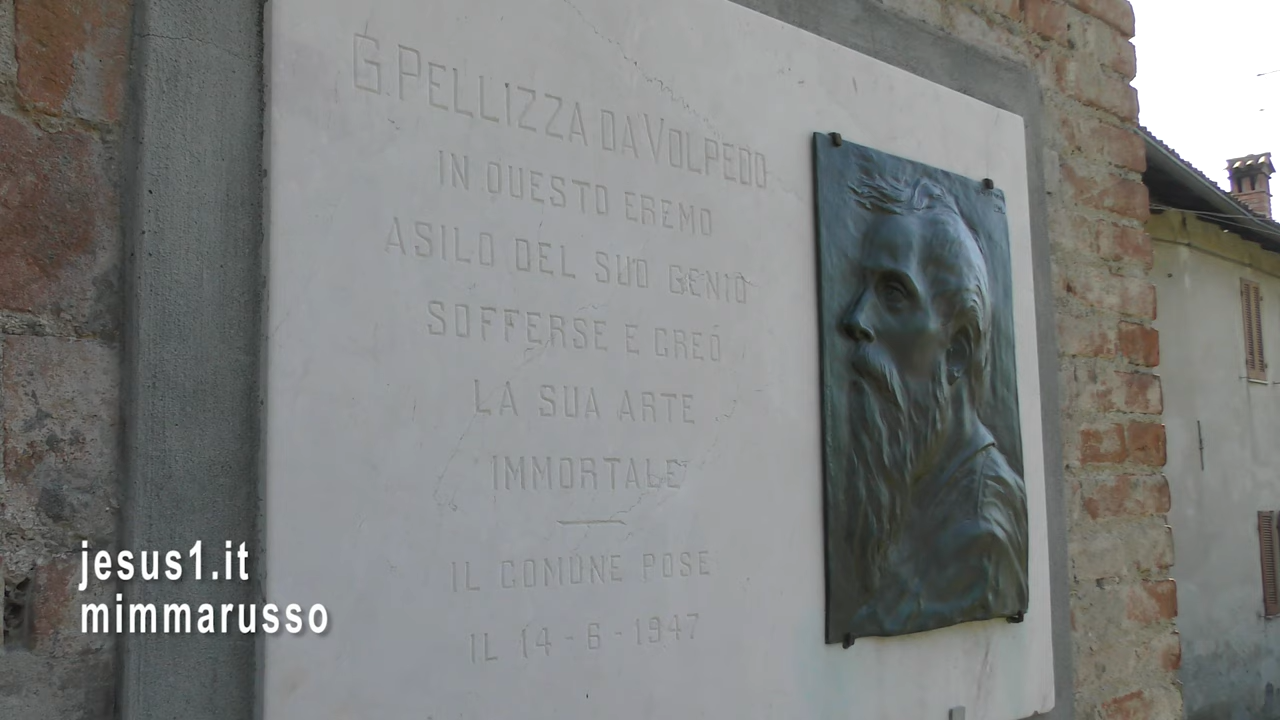 G. PELLIZZA DA VOLPEDO
IN QUESTO EREMO
ASILO DEL SUO GENIO
SOFFERSE E CREÓ
LA SUA ARTE
IMMORTALE
IL COMUNE POSE
IL 14-6-1947
jesus1.it
mimmarusso